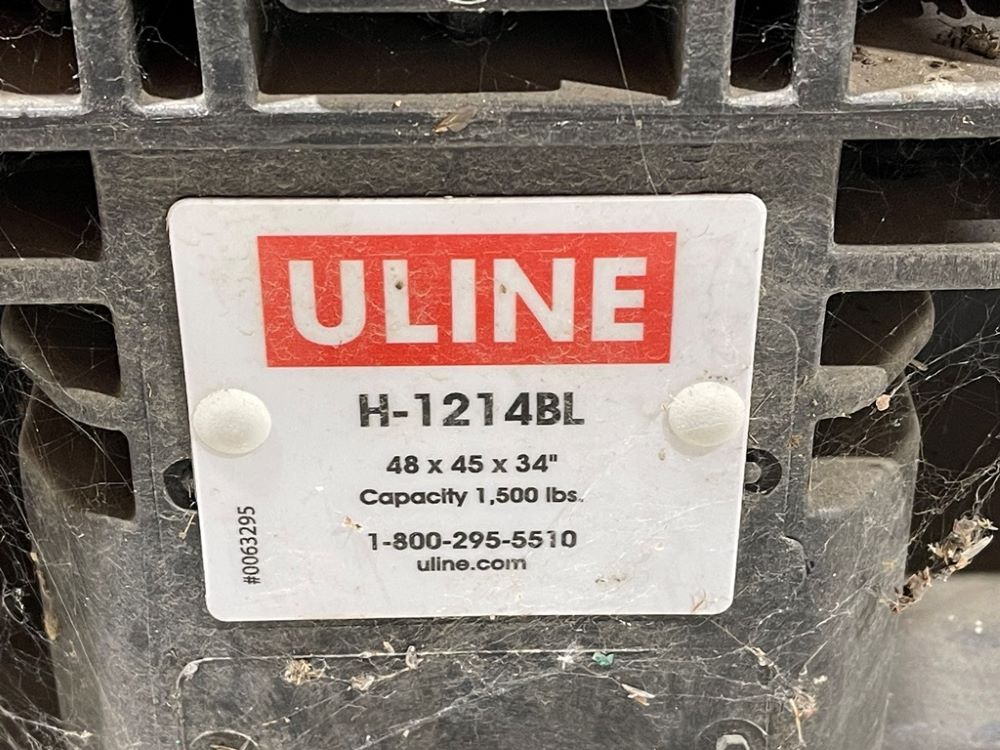 ULINE
H-1214BL
48 x 45 x 34"
Capacity 1,500 lbs.
1-800-295-5510
uline.com
#0063295